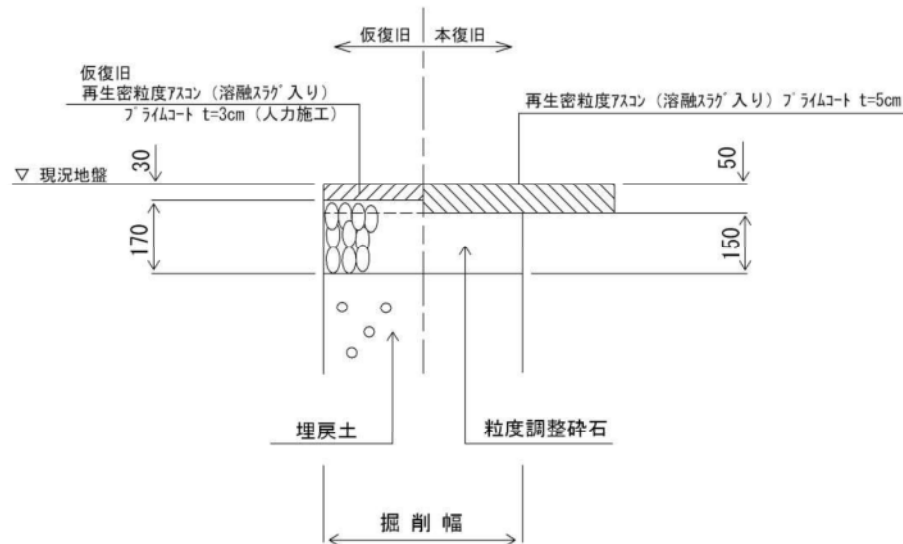 仮復旧 本復旧
仮復旧
再生密粒度ｱｽｺﾝ（溶融ｽﾗｸﾞ入り）
ﾌﾟﾗｲﾑｺｰﾄ t=3cm（人力施工）
再生密粒度ｱｽｺﾝ（溶融ｽﾗｸﾞ入り）ﾌﾟﾗｲﾑｺｰﾄ t=5cm
▽ 現況地盤
30
50
170
150
埋戻土
粒度調整砕石
掘削幅